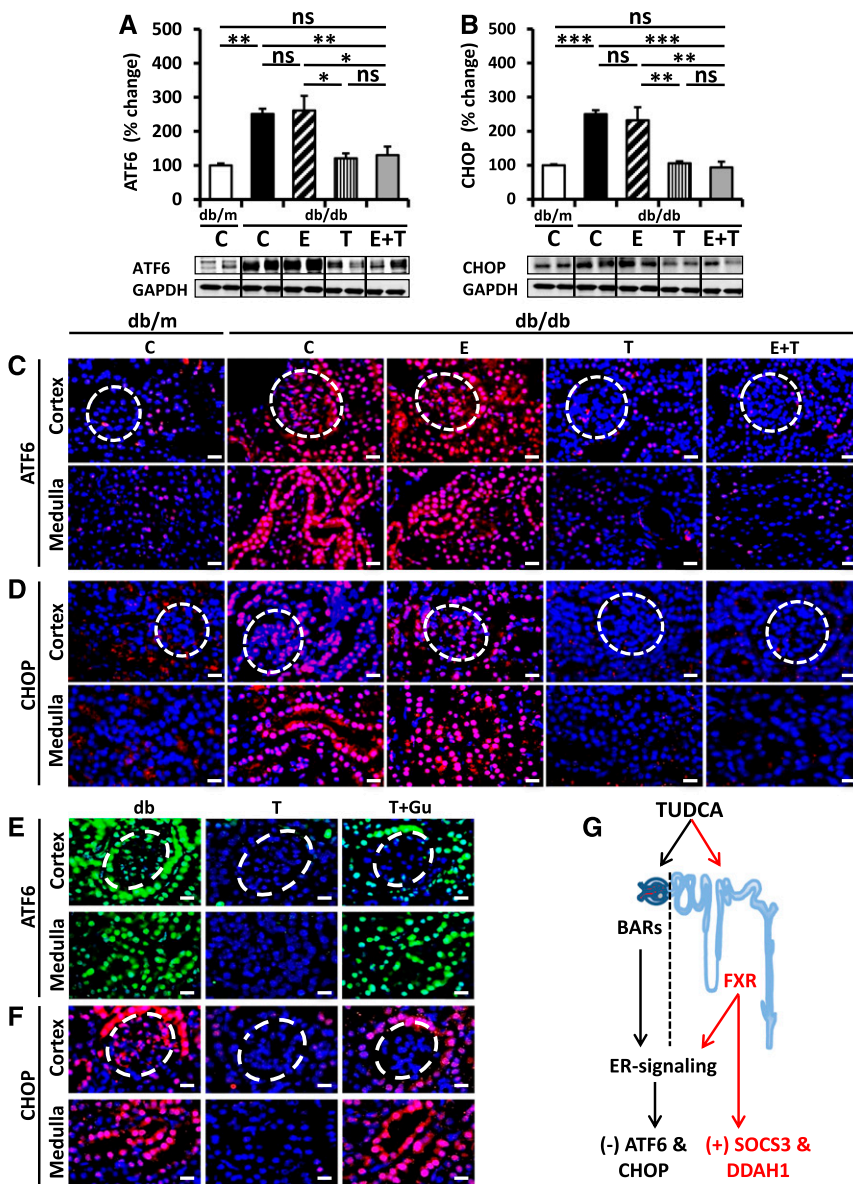 A
ns
** **
ns *
* ns
ATF6 (% change)
500
400
300
200
100
0
db/m db/db
C C E T E+T
ATF6
GAPDH
B
ns
*** ***
ns **
** ns
CHOP (% change)
500
400
300
200
100
0
db/m db/db
C C E T E+T
CHOP
GAPDH
db/m db/db
C C E T E+T
C
ATF6
Cortex
Medulla
D
CHOP
Cortex
Medulla
db T T+Gu
E
ATF6
Cortex
Medulla
F
CHOP
Cortex
Medulla
G
TUDCA
BARs
FXR
ER-signaling
(-) ATF6 & CHOP
(+) SOCS3 & DDAH1